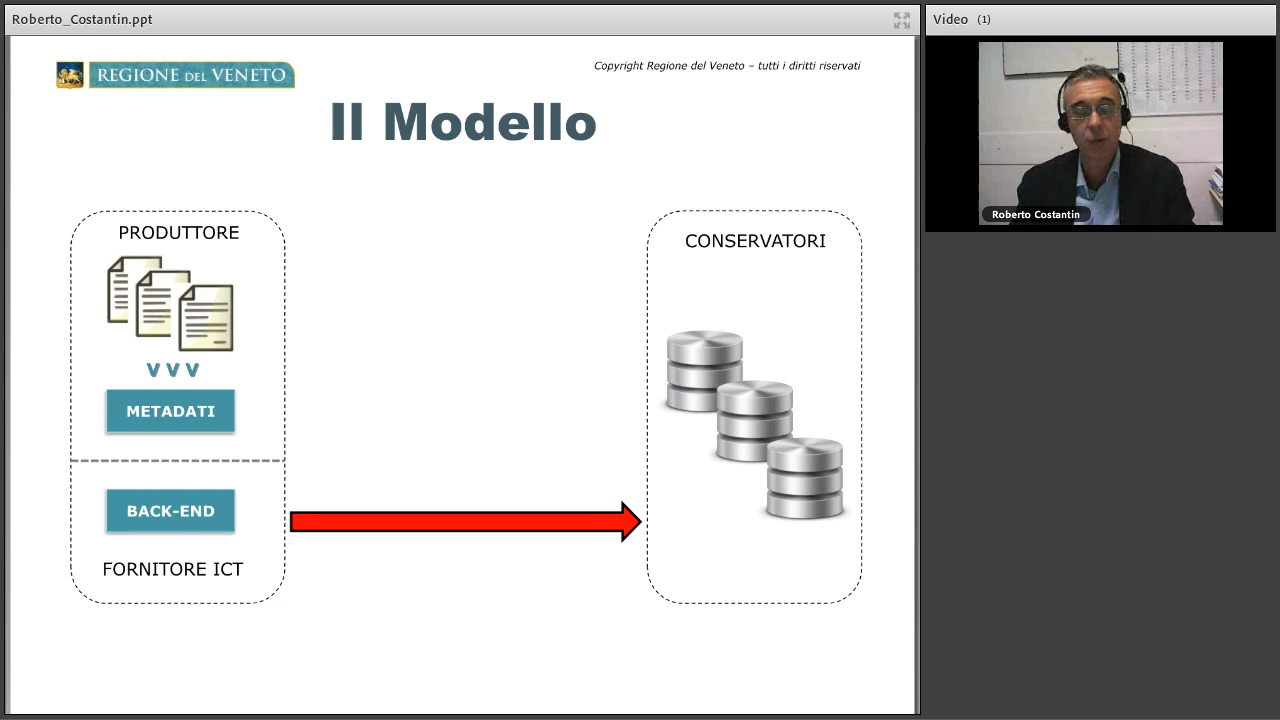 Roberto_Costantin.ppt
Video (1)
REGIONE DEL VENETO
Copyright Regione del Veneto – tutti i diritti riservati
Il Modello
PRODUTTORE
V V V
METADATI
BACK-END
FORNITORE ICT
CONSERVATORI
Roberto Costantin